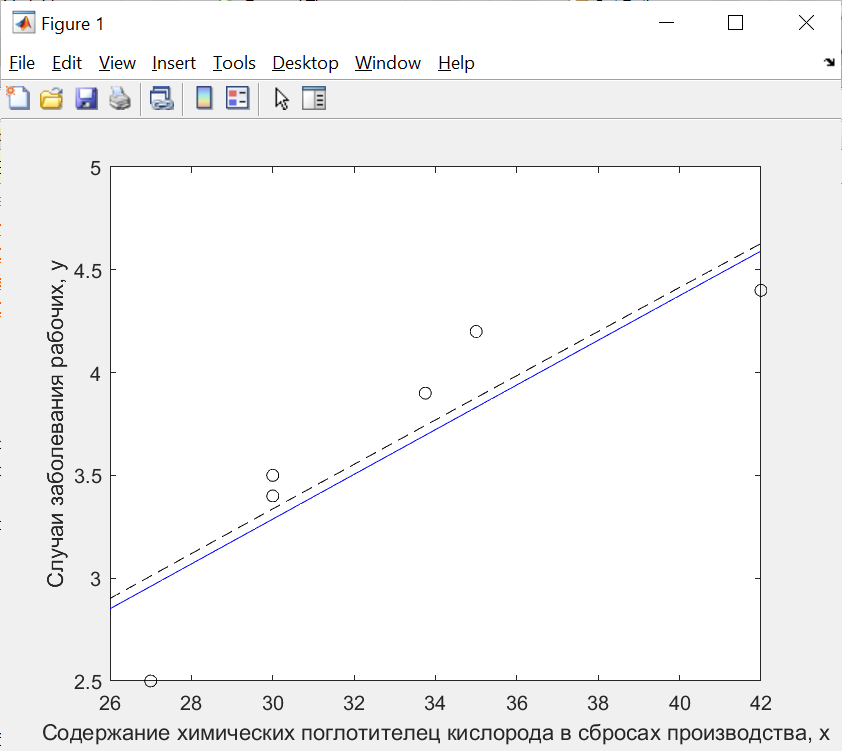 Figure 1
File Edit View Insert Tools Desktop Window Help
5
4.5
4
3.5
3
2.5
Случаи заболевания рабочих, у
26 28 30 32 34 36 38 40 42
Содержание химических поглотителец кислорода в сбросах производства, х